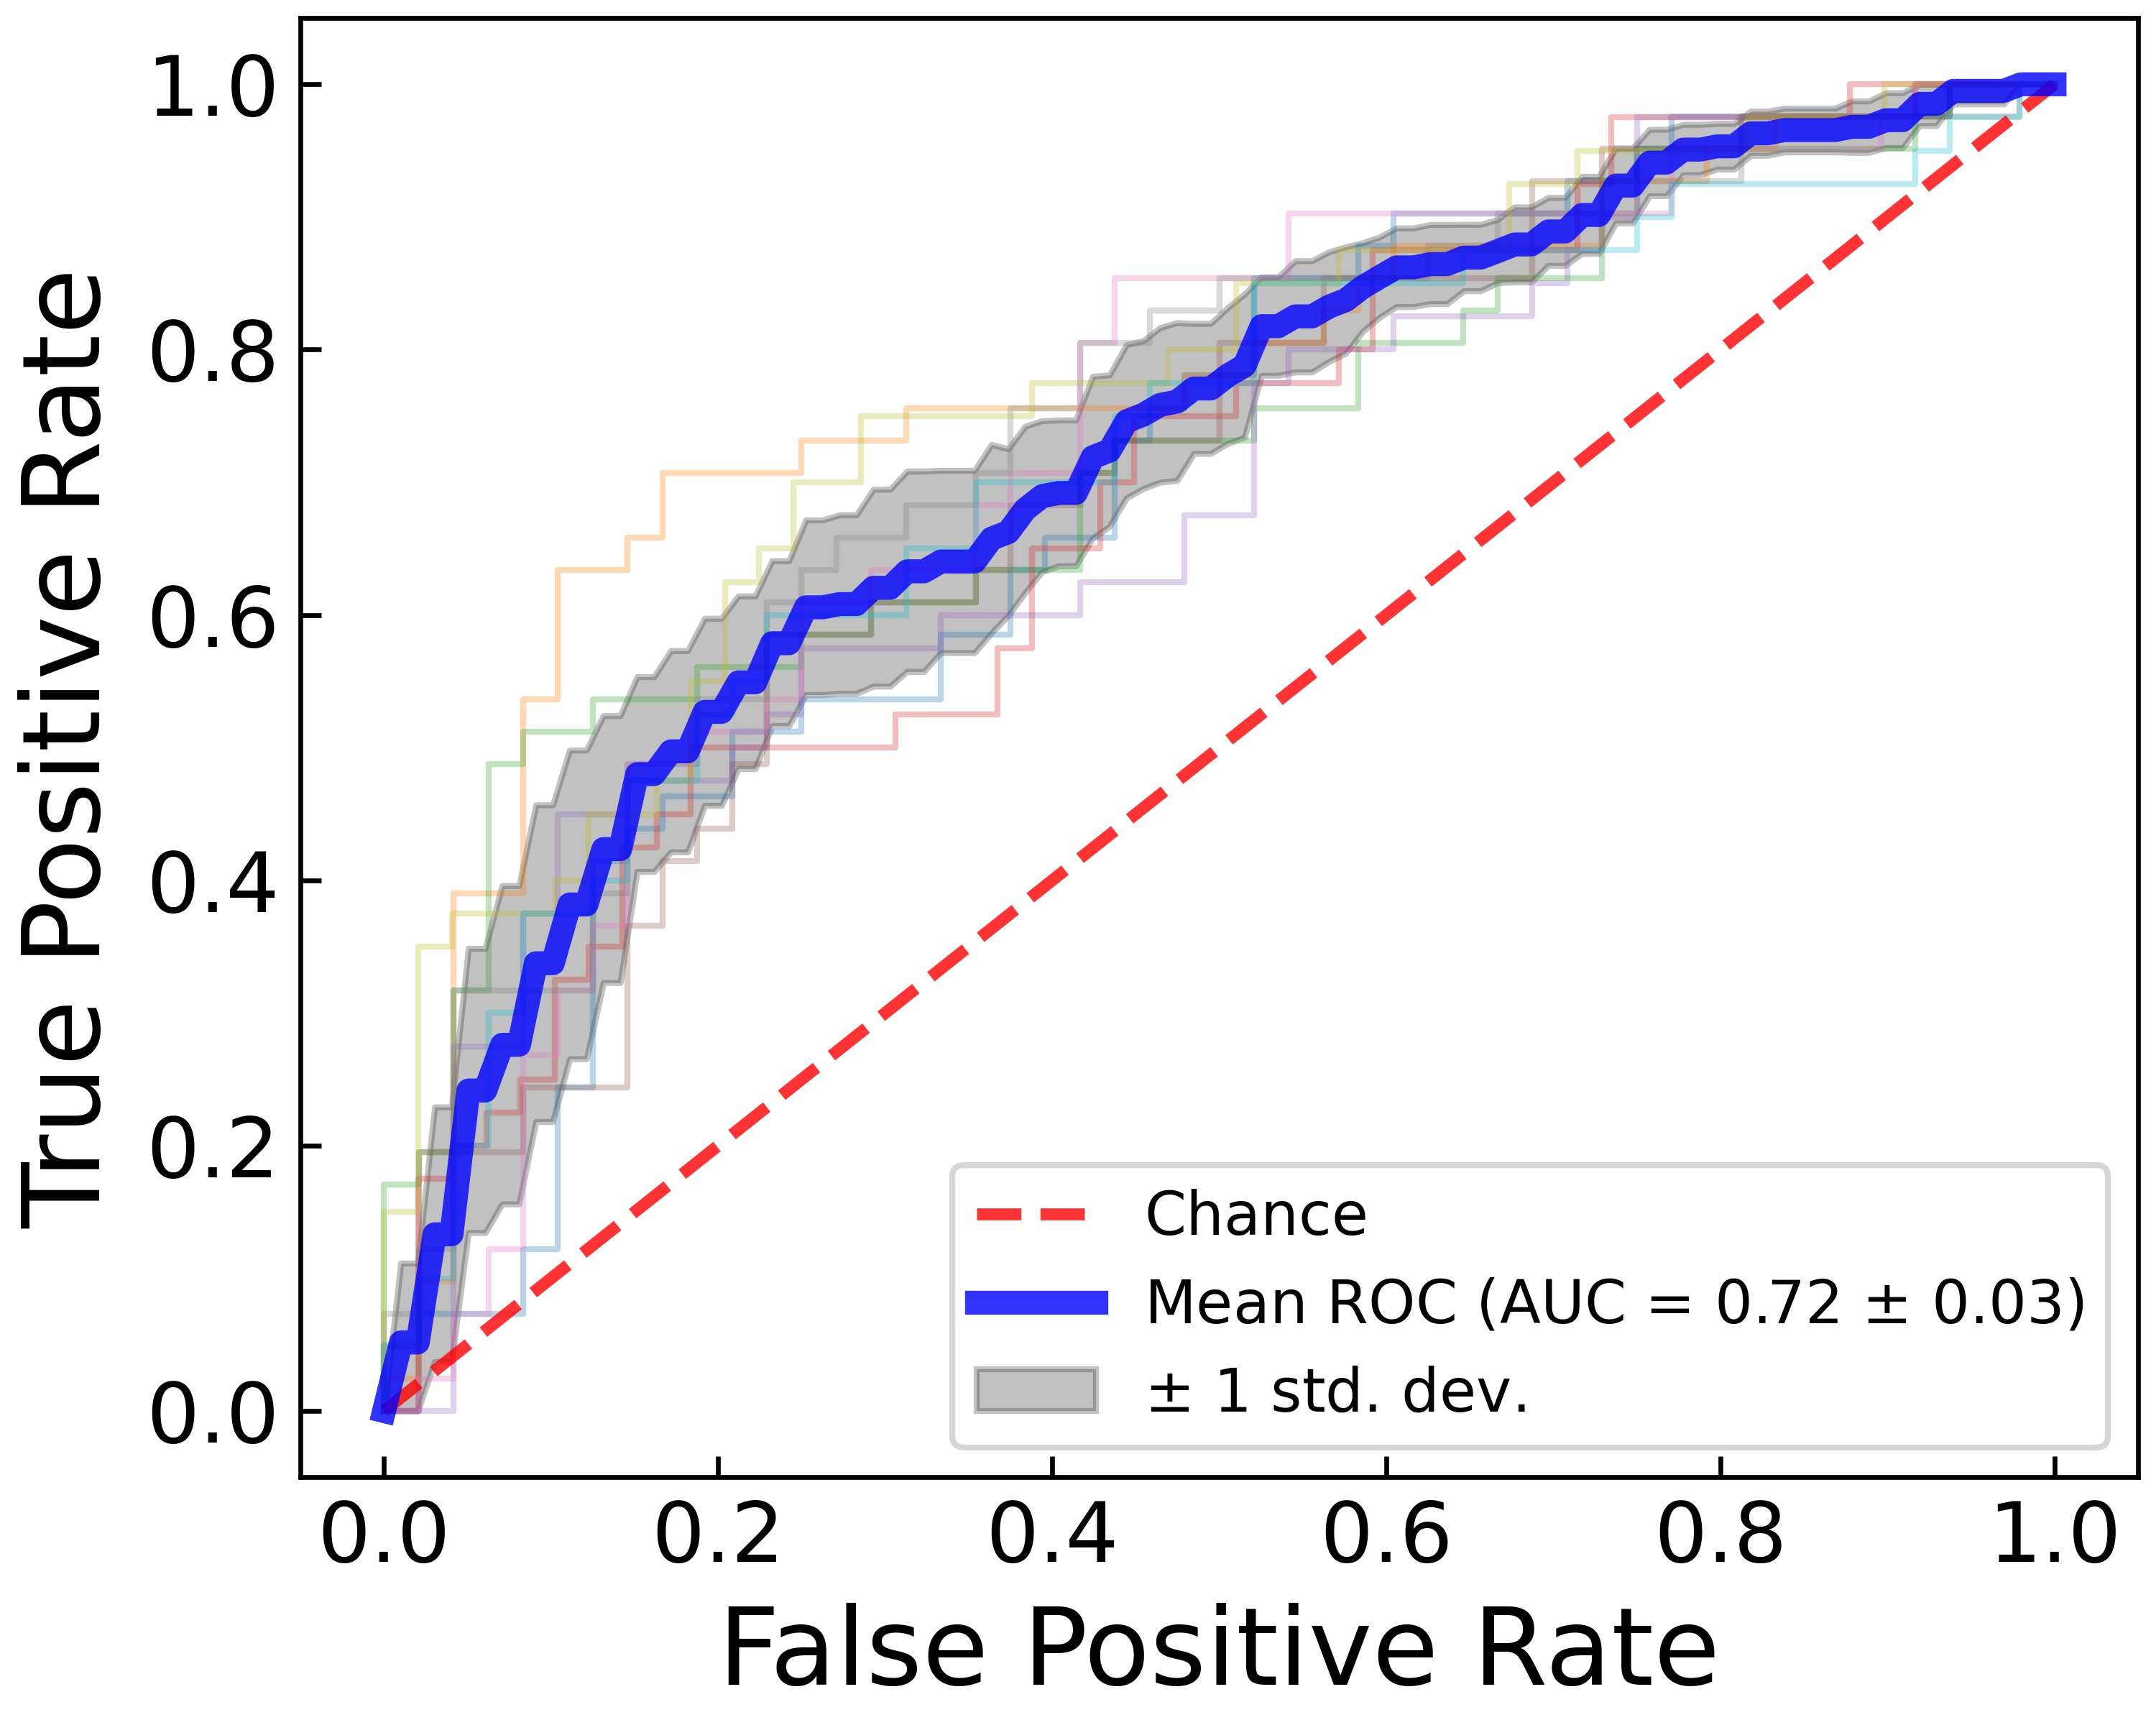 True Positive Rate
1.0
0.8
0.6
0.4
0.2
0.0
Chance
Mean ROC (AUC = 0.72 ± 0.03)
± 1 std. dev.
0.0 0.2 0.4 0.6 0.8 1.0
False Positive Rate